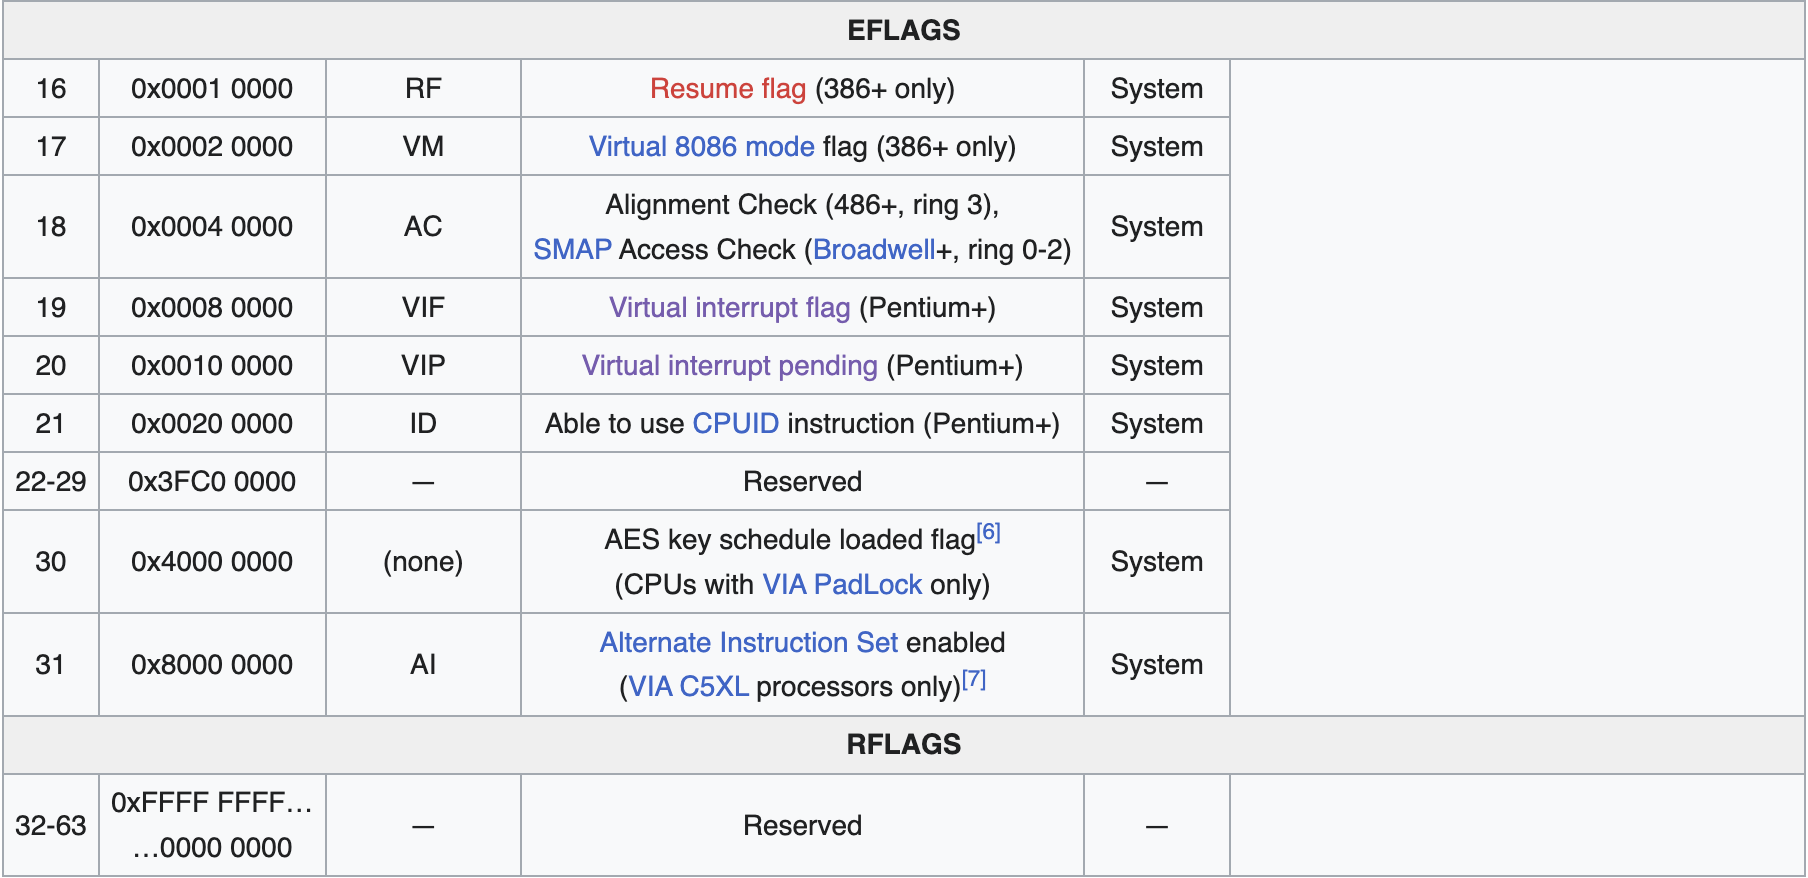 EFLAGS
16 0x0001 0000 RF Resume flag (386+ only) System
17 0x0002 0000 VM Virtual 8086 mode flag (386+ only) System
18 0x0004 0000 AC Alignment Check (486+, ring 3),
SMAP Access Check (Broadwell+, ring 0-2) System
19 0x0008 0000 VIF Virtual interrupt flag (Pentium+) System
20 0x0010 0000 VIP Virtual interrupt pending (Pentium+) System
21 0x0020 0000 ID Able to use CPUID instruction (Pentium+) System
22-29 0x3FC0 0000 — Reserved —
30 0x4000 0000 (none) AES key schedule loaded flag[6]
(CPUs with VIA PadLock only) System
31 0x8000 0000 AI Alternate Instruction Set enabled
(VIA C5XL processors only)[7] System
RFLAGS
32-63 0xFFFF FFFF…
…0000 0000 — Reserved —